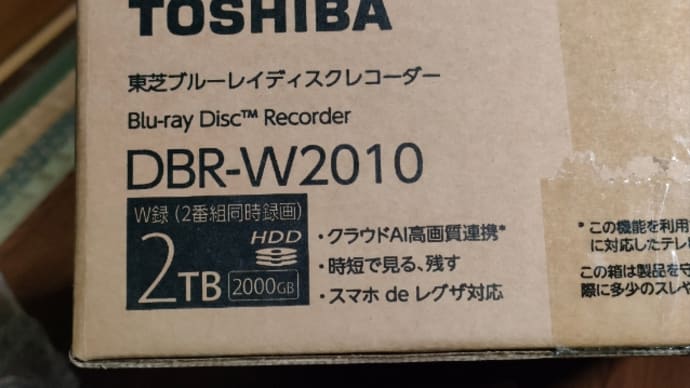 TOSHIBA
東芝ブルーレイディスクレコーダー
Blu-ray Disc™ Recorder
DBR-W2010
W録 (2番組同時録画)
HDD
2TB 2000GB
・クラウドAI高画質連携*
・時短で見る、残す
・スマホ de レグザ対応
*この機能を利用
に対応したテレ
この箱は製品を守
際に多少のスレや